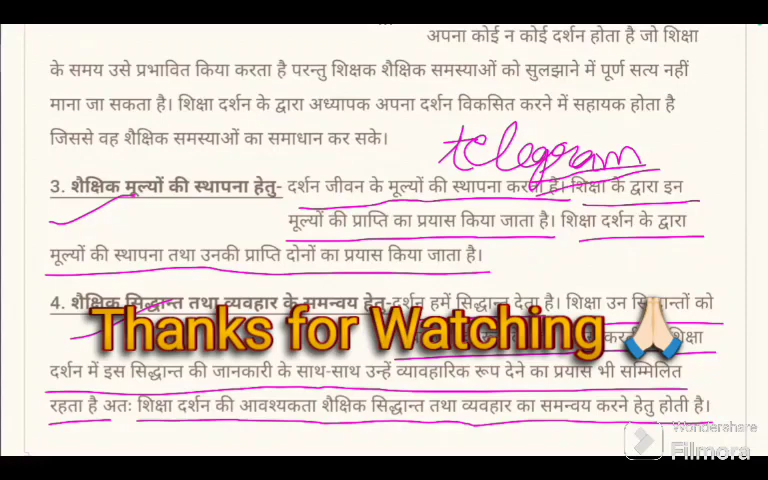 अपना कोई न कोई दर्शन होता है जो शिक्षा
के समय उसे प्रभावित किया करता है परन्तु शिक्षक शैक्षिक समस्याओं को सुलझाने में पूर्ण सत्य नहीं
माना जा सकता है। शिक्षा दर्शन के द्वारा अध्यापक अपना दर्शन विकसित करने में सहायक होता है
जिससे वह शैक्षिक समस्याओं का समाधान कर सके।
telegram
3. शैक्षिक मूल्यों की स्थापना हेतु- दर्शन जीवन के मूल्यों की स्थापना करता है। शिक्षा के द्वारा इन
मूल्यों की प्राप्ति का प्रयास किया जाता है। शिक्षा दर्शन के द्वारा
मूल्यों की स्थापना तथा उनकी प्राप्ति दोनों का प्रयास किया जाता है।
4. शैक्षिक सिद्धान्त तथा व्यवहार के समन्वय हेतु-दर्शन हमें सिद्धान्त देता है। शिक्षा उन सिद्धान्तों को
Thanks for Watching 🙏
शिक्षा
दर्शन में इस सिद्धान्त की जानकारी के साथ-साथ उन्हें व्यावहारिक रूप देने का प्रयास भी सम्मिलित
रहता है अतः शिक्षा दर्शन की आवश्यकता शैक्षिक सिद्धान्त तथा व्यवहार का समन्वय करने हेतु होती है।
Wondershare
Filmora